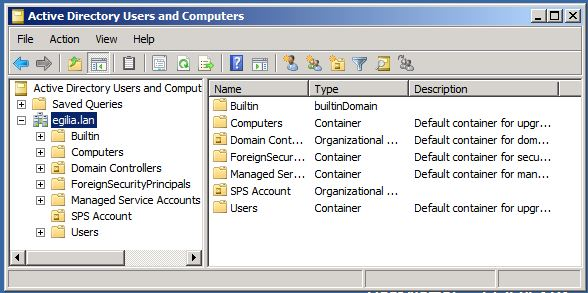 Active Directory Users and Computers
File Action View Help
Active Directory Users and Comput
Saved Queries
egilia.lan
Builtin
Computers
Domain Controllers
ForeignSecurityPrincipals
Managed Service Accounts
SPS Account
Users
Name Type Description
Builtin builtinDomain
Computers Container Default container for upgr...
Domain Cont... Organizational ... Default container for dom...
ForeignSecur... Container Default container for secu...
Managed Ser... Container Default container for man...
SPS Account Organizational ...
Users Container Default container for upgr...